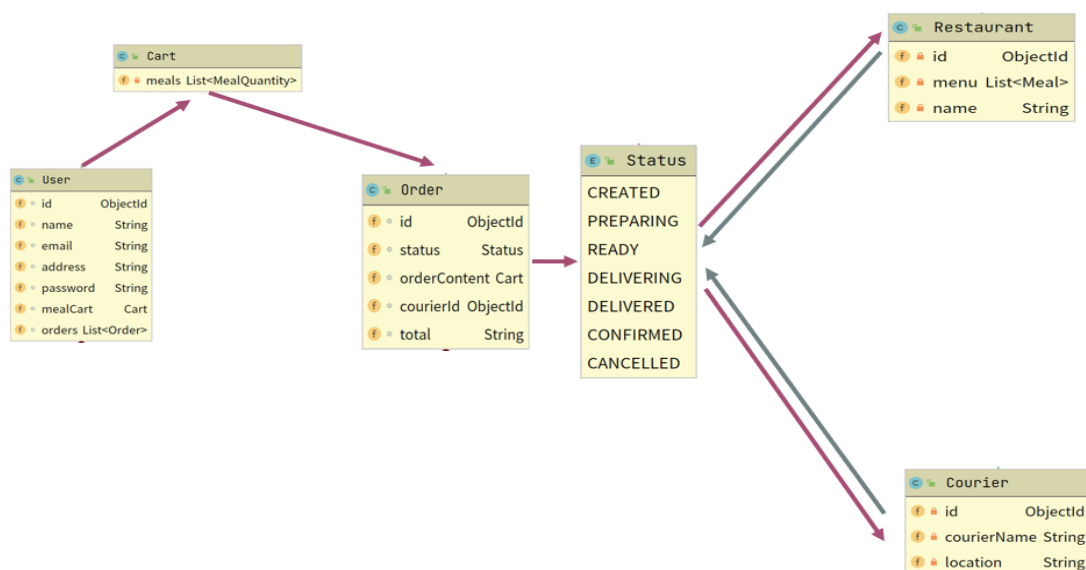 Cart
meals List<MealQuantity>
User
id ObjectId
name String
email String
address String
password String
mealCart Cart
orders List<Order>
Order
id ObjectId
status Status
orderContent Cart
courierId ObjectId
total String
Status
CREATED
PREPARING
READY
DELIVERING
DELIVERED
CONFIRMED
CANCELLED
Restaurant
id ObjectId
menu List<Meal>
name String
Courier
id ObjectId
courierName String
location String